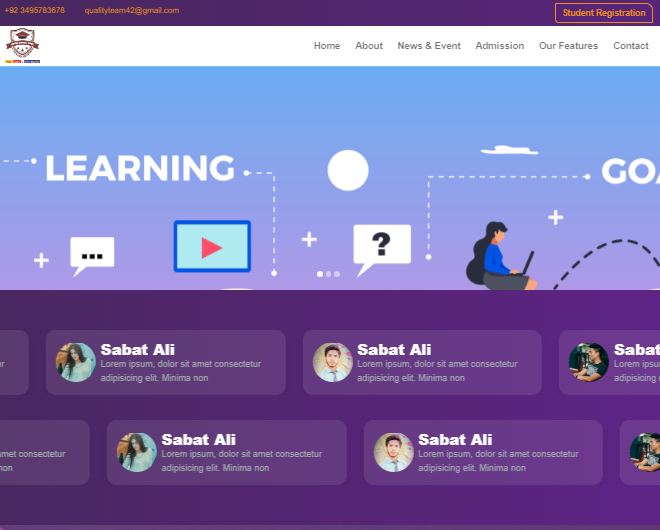 +92 3495783678 qualityteam42@gmail.com Student Registration
Home About News & Event Admission Our Features Contact
LEARNING
GOA
...
?
Sabat Ali
Lorem ipsum, dolor sit amet consectetur
adipisicing elit. Minima non
Sabat Ali
Lorem ipsum, dolor sit amet consectetur
adipisicing elit. Minima non
Sabat
Lorem ipsu
adipisicing e
met consectetur
non
Sabat Ali
Lorem ipsum, dolor sit amet consectetur
adipisicing elit. Minima non
Sabat Ali
Lorem ipsum, dolor sit amet consectetur
adipisicing elit. Minima non